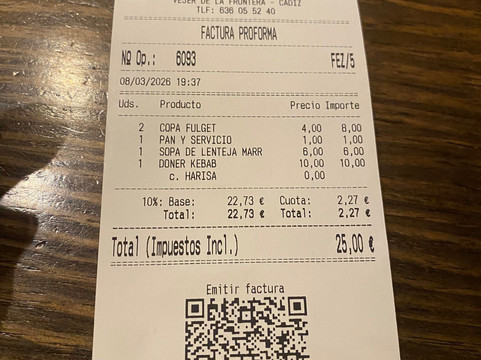 VEJER DE LA FRONTERA - CADIZ
TLF: 636 05 52 40
FACTURA PROFORMA
Nº Op.: 6093 FEZ/5
08/03/2026 19:37
Uds. Producto Precio Importe
2 COPA FULGET 4,00 8,00
1 PAN Y SERVICIO 1,00 1,00
1 SOPA DE LENTEJA MARR 6,00 6,00
1 DONER KEBAB 10,00 10,00
c. HARISA 0,00
10%: Base: 22,73 € Cuota: 2,27 €
Total: 22,73 € Total: 2,27 €
Total (Impuestos Incl.) 25,00 €
Emitir factura